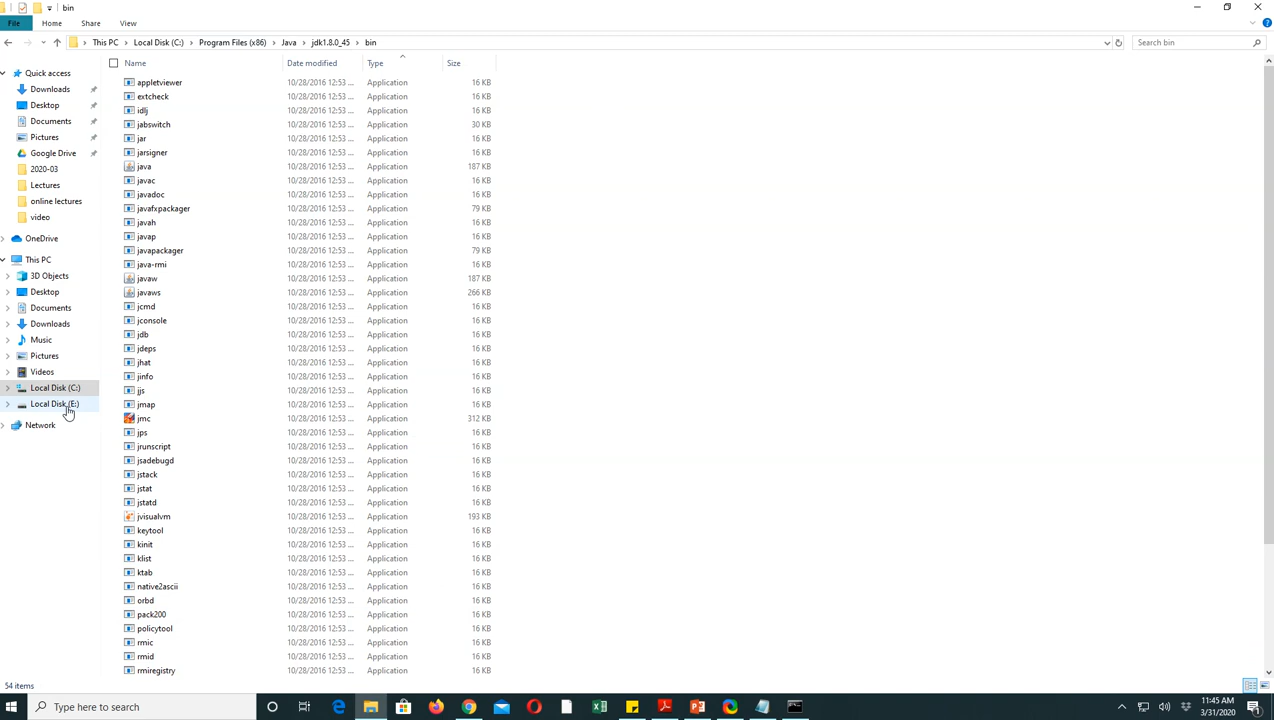 bin
File Home Share View
This PC Local Disk (C:) Program Files (x86) Java jdk1.8.0_45 bin Search bin
Name Date modified Type Size
Quick access
Downloads
Desktop
Documents
Pictures
Google Drive
2020-03
Lectures
online lectures
video
OneDrive
This PC
3D Objects
Desktop
Documents
Downloads
Music
Pictures
Videos
Local Disk (C:)
Local Disk (E:)
Network
appletviewer 10/28/2016 12:53 ... Application 16 KB
extcheck 10/28/2016 12:53 ... Application 16 KB
idlj 10/28/2016 12:53 ... Application 16 KB
jabswitch 10/28/2016 12:53 ... Application 30 KB
jar 10/28/2016 12:53 ... Application 16 KB
jarsigner 10/28/2016 12:53 ... Application 16 KB
java 10/28/2016 12:53 ... Application 187 KB
javac 10/28/2016 12:53 ... Application 16 KB
javadoc 10/28/2016 12:53 ... Application 16 KB
javafxpackager 10/28/2016 12:53 ... Application 79 KB
javah 10/28/2016 12:53 ... Application 16 KB
javap 10/28/2016 12:53 ... Application 16 KB
javapackager 10/28/2016 12:53 ... Application 79 KB
java-rmi 10/28/2016 12:53 ... Application 16 KB
javaw 10/28/2016 12:53 ... Application 187 KB
javaws 10/28/2016 12:53 ... Application 266 KB
jcmd 10/28/2016 12:53 ... Application 16 KB
jconsole 10/28/2016 12:53 ... Application 16 KB
jdb 10/28/2016 12:53 ... Application 16 KB
jdeps 10/28/2016 12:53 ... Application 16 KB
jhat 10/28/2016 12:53 ... Application 16 KB
jinfo 10/28/2016 12:53 ... Application 16 KB
jjs 10/28/2016 12:53 ... Application 16 KB
jmap 10/28/2016 12:53 ... Application 16 KB
jmc 10/28/2016 12:53 ... Application 312 KB
jps 10/28/2016 12:53 ... Application 16 KB
jrunscript 10/28/2016 12:53 ... Application 16 KB
jsadebugd 10/28/2016 12:53 ... Application 16 KB
jstack 10/28/2016 12:53 ... Application 16 KB
jstat 10/28/2016 12:53 ... Application 16 KB
jstatd 10/28/2016 12:53 ... Application 16 KB
jvisualvm 10/28/2016 12:53 ... Application 193 KB
keytool 10/28/2016 12:53 ... Application 16 KB
kinit 10/28/2016 12:53 ... Application 16 KB
klist 10/28/2016 12:53 ... Application 16 KB
ktab 10/28/2016 12:53 ... Application 16 KB
native2ascii 10/28/2016 12:53 ... Application 16 KB
orbd 10/28/2016 12:53 ... Application 16 KB
pack200 10/28/2016 12:53 ... Application 16 KB
policytool 10/28/2016 12:53 ... Application 16 KB
rmic 10/28/2016 12:53 ... Application 16 KB
rmid 10/28/2016 12:53 ... Application 16 KB
rmiregistry 10/28/2016 12:53 ... Application 16 KB
54 items
Type here to search
11:45 AM
3/31/2020